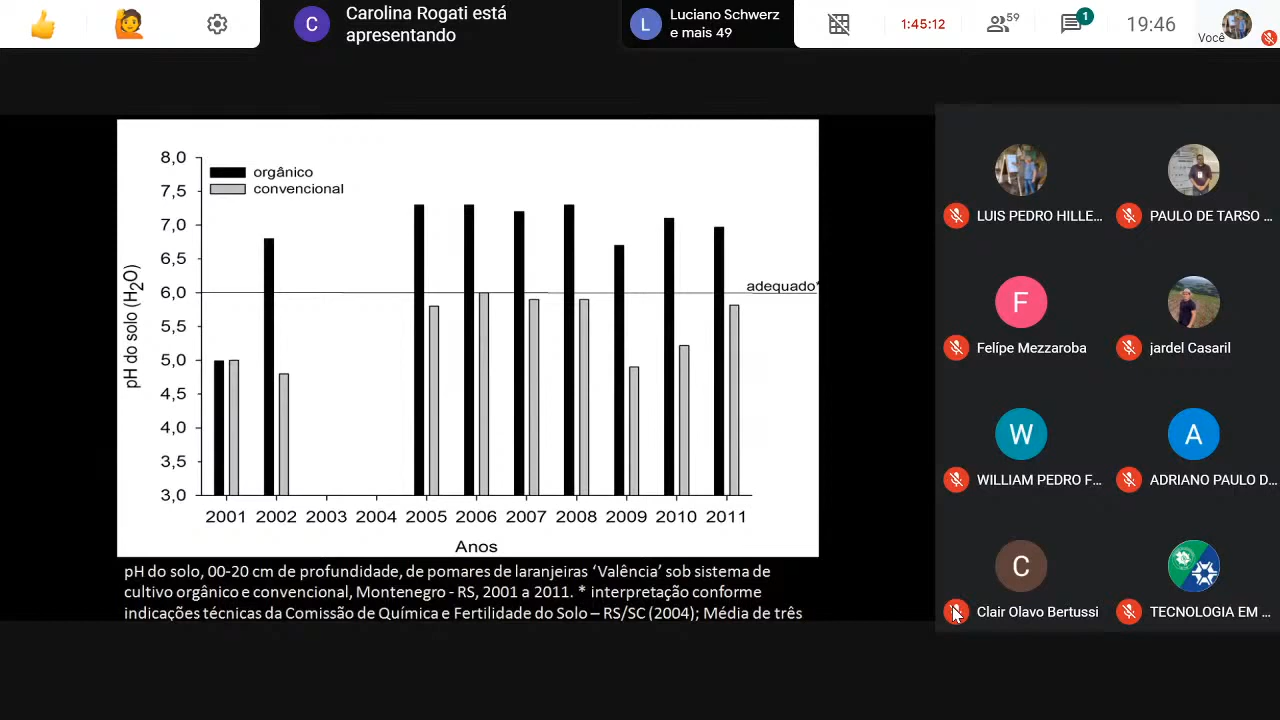 Carolina Rogati está
apresentando
Luciano Schwerz
e mais 49
1:45:12
59
1
19:46
Você
C
L
8,0
7,5
7,0
6,5
6,0
5,5
5,0
4,5
4,0
3,5
3,0
orgânico
convencional
adequado*
pH do solo (H2O)
2001 2002 2003 2004 2005 2006 2007 2008 2009 2010 2011
Anos
pH do solo, 00-20 cm de profundidade, de pomares de laranjeiras ‘Valência’ sob sistema de
cultivo orgânico e convencional, Montenegro - RS, 2001 a 2011. * interpretação conforme
indicações técnicas da Comissão de Química e Fertilidade do Solo – RS/SC (2004); Média de três
LUIS PEDRO HILLE...
PAULO DE TARSO ...
F
Felípe Mezzaroba
jardel Casaril
W
A
WILLIAM PEDRO F...
ADRIANO PAULO D...
C
Clair Olavo Bertussi
TECNOLOGIA EM ...